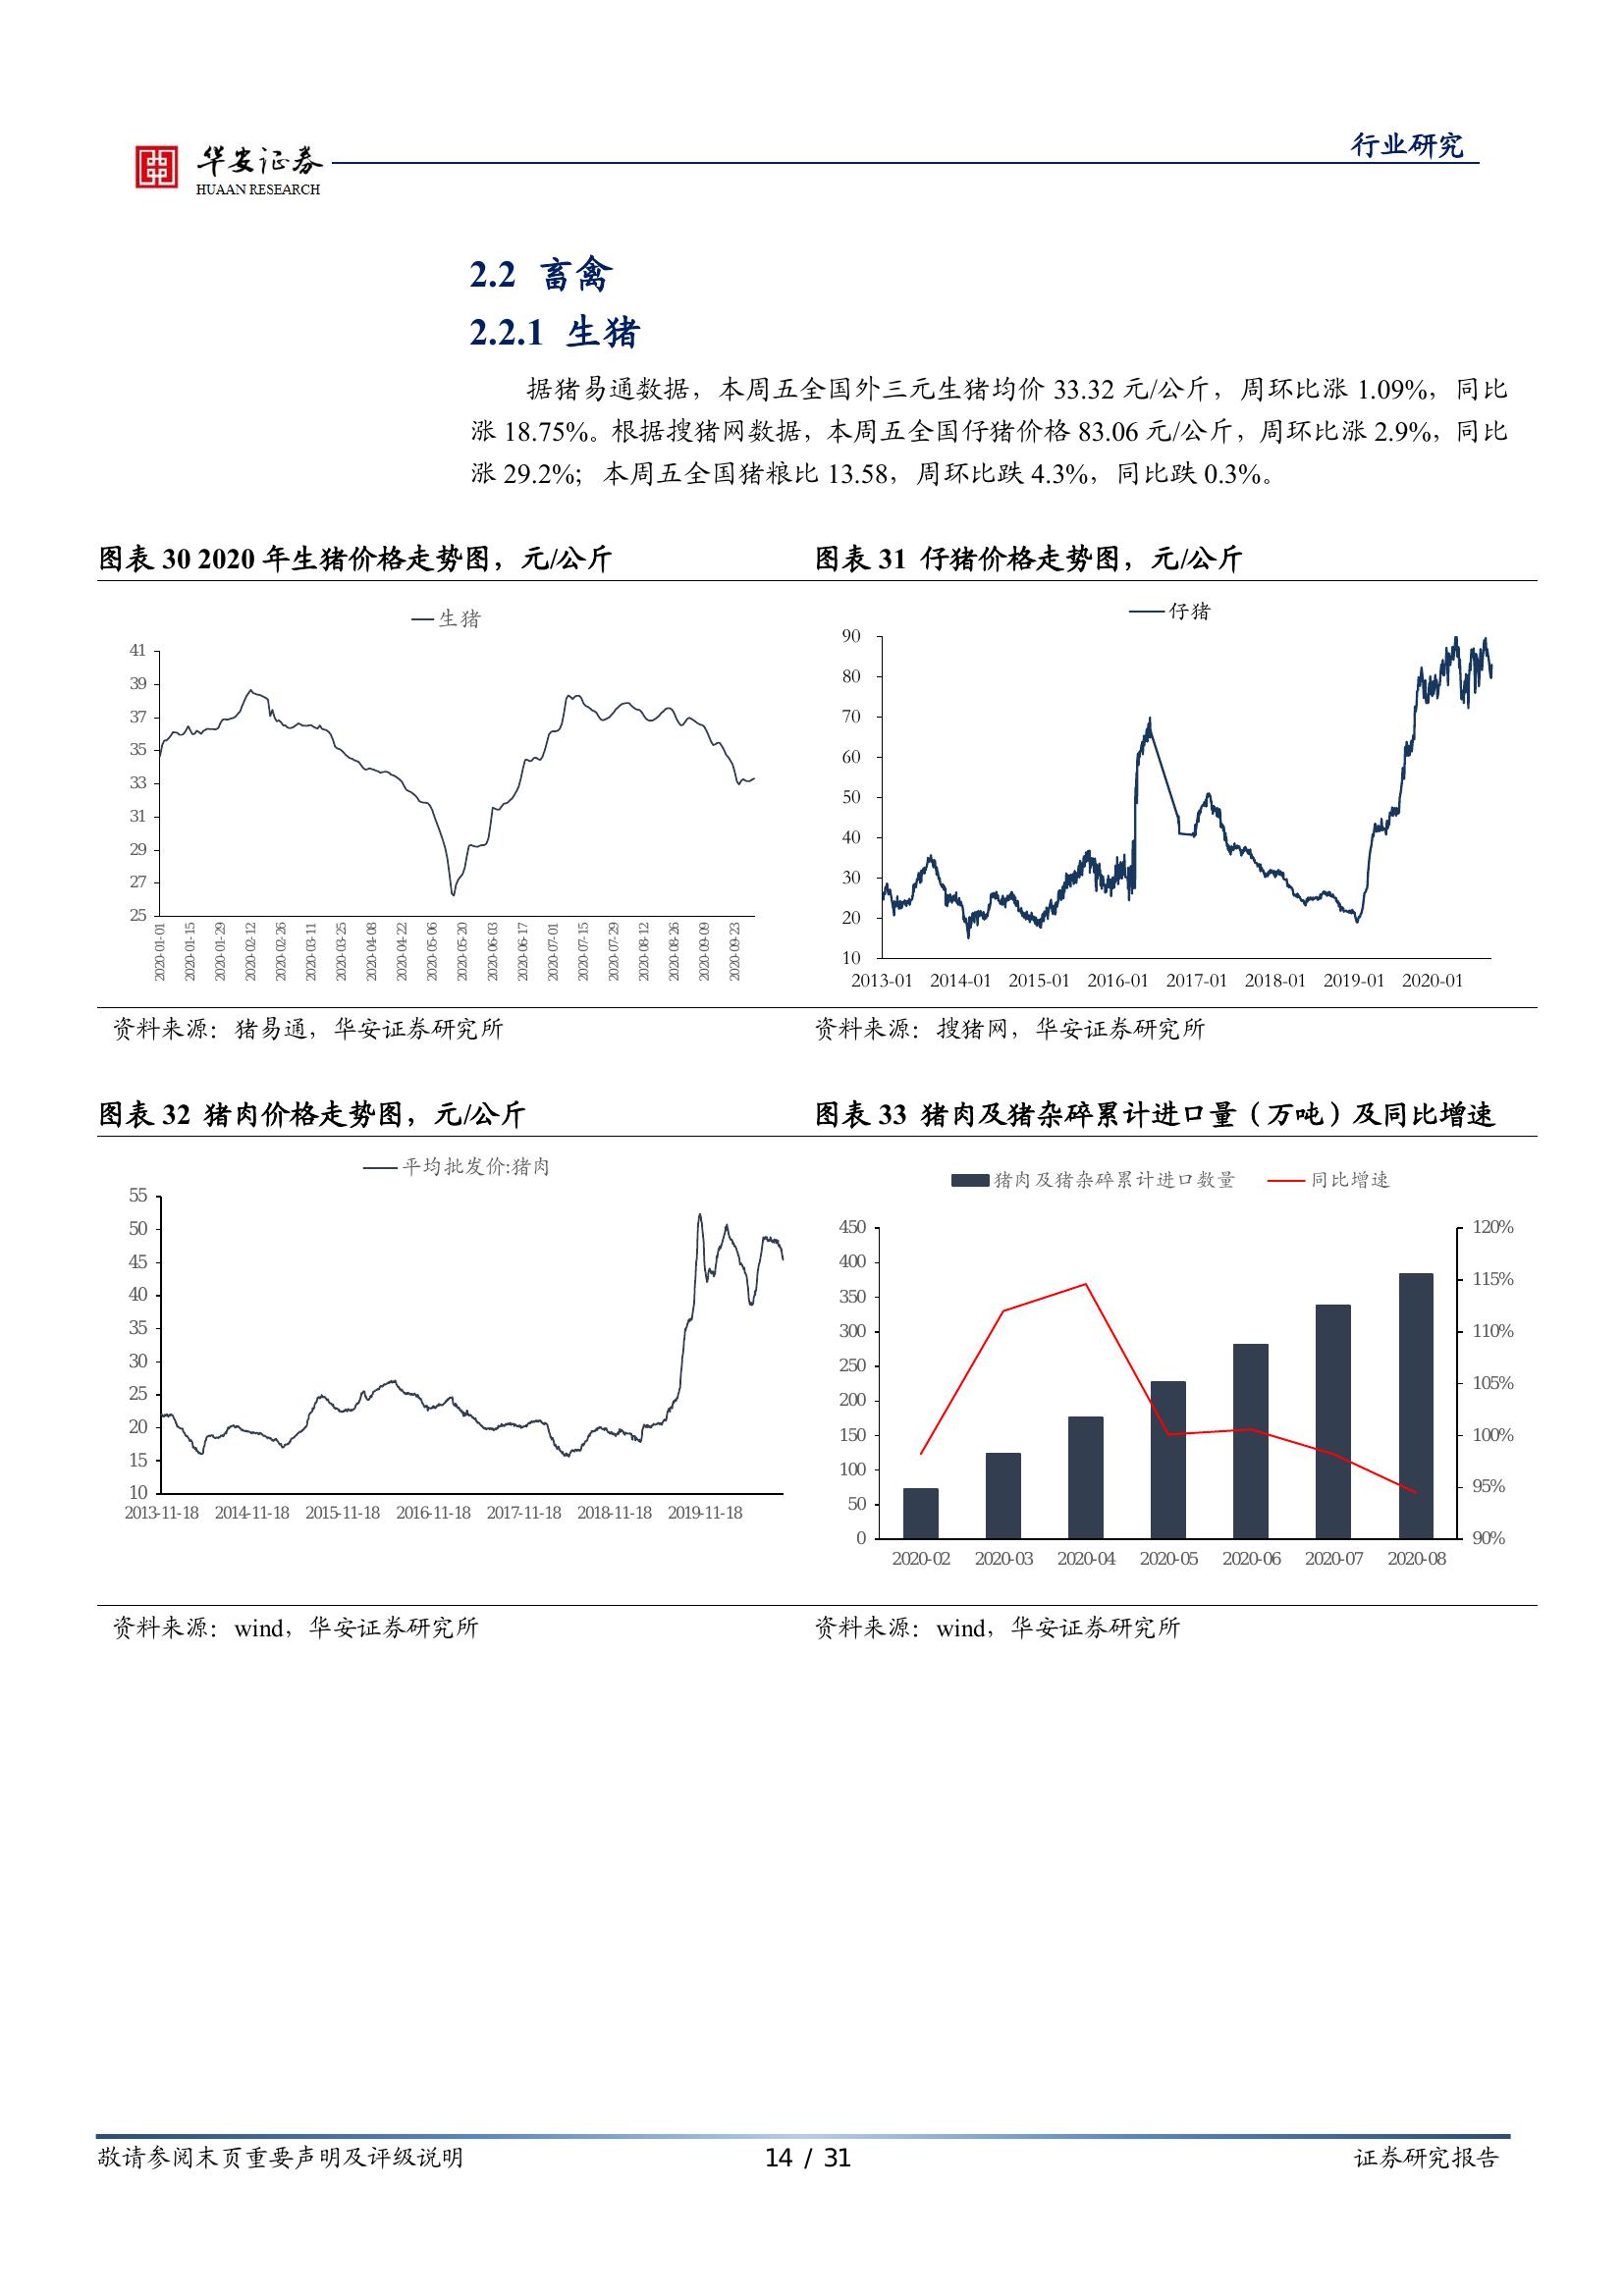 华安证券
HUAAN RESEARCH
行业研究
2.2 畜禽
2.2.1 生猪
据猪易通数据，本周五全国外三元生猪均价 33.32 元/公斤，周环比涨 1.09%，同比
涨 18.75%。根据搜猪网数据，本周五全国仔猪价格 83.06 元/公斤，周环比涨 2.9%，同比
涨 29.2%；本周五全国猪粮比 13.58，周环比跌 4.3%，同比跌 0.3%。
图表 30 2020 年生猪价格走势图，元/公斤
生猪
41
39
37
35
33
31
29
27
25
2020-01-01
2020-01-15
2020-01-29
2020-02-12
2020-02-26
2020-03-11
2020-03-25
2020-04-08
2020-04-22
2020-05-06
2020-05-20
2020-06-03
2020-06-17
2020-07-01
2020-07-15
2020-07-29
2020-08-12
2020-08-26
2020-09-09
2020-09-23
资料来源：猪易通，华安证券研究所
图表 31 仔猪价格走势图，元/公斤
仔猪
90
80
70
60
50
40
30
20
10
2013-01 2014-01 2015-01 2016-01 2017-01 2018-01 2019-01 2020-01
资料来源：搜猪网，华安证券研究所
图表 32 猪肉价格走势图，元/公斤
平均批发价:猪肉
55
50
45
40
35
30
25
20
15
10
2013-11-18 2014-11-18 2015-11-18 2016-11-18 2017-11-18 2018-11-18 2019-11-18
资料来源：wind，华安证券研究所
图表 33 猪肉及猪杂碎累计进口量（万吨）及同比增速
猪肉及猪杂碎累计进口数量 同比增速
450
400
350
300
250
200
150
100
50
0
120%
115%
110%
105%
100%
95%
90%
2020-02 2020-03 2020-04 2020-05 2020-06 2020-07 2020-08
资料来源：wind，华安证券研究所
敬请参阅末页重要声明及评级说明 14 / 31 证券研究报告